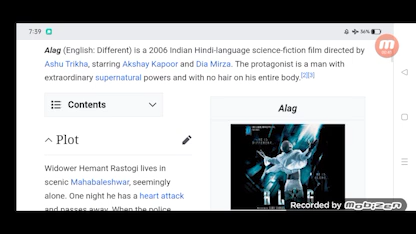 7:39
56%
Alag (English: Different) is a 2006 Indian Hindi-language science-fiction film directed by
Ashu Trikha, starring Akshay Kapoor and Dia Mirza. The protagonist is a man with
extraordinary supernatural powers and with no hair on his entire body.[2][3]
Contents
Alag
Plot
Widower Hemant Rastogi lives in
scenic Mahabaleshwar, seemingly
alone. One night he has a heart attack
and passes away. When the police
ALAG
Recorded by mobizen